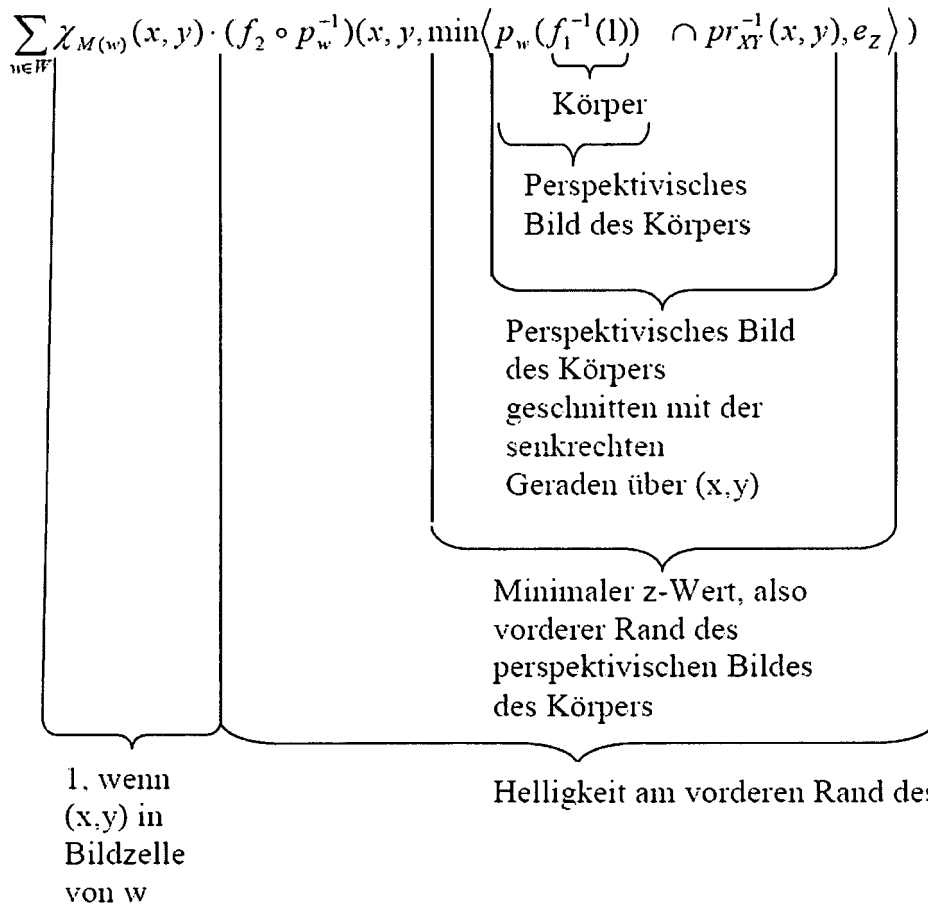 ∑_{w∈W} χ_{M(w)}(x, y) · (f_2 ∘ p_w^{-1})(x, y, min⟨p_w(f_1^{-1}(1)) ∩ pr_{XY}^{-1}(x, y), e_Z⟩)
Körper
Perspektivisches
Bild des Körpers
Perspektivisches Bild
des Körpers
geschnitten mit der
senkrechten
Geraden über (x,y)
Minimaler z-Wert, also
vorderer Rand des
perspektivischen Bildes
des Körpers
1, wenn
(x,y) in
Bildzelle
von w
Helligkeit am vorderen Rand des